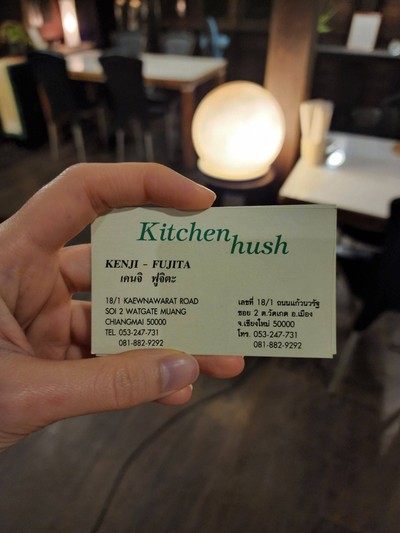 Kitchen hush
KENJI - FUJITA
เคนจิ ฟูจิตะ
18/1 KAEWNAWARAT ROAD
SOI 2 WATGATE MUANG
CHIANGMAI 50000
TEL. 053-247-731
081-882-9292
เลขที่ 18/1 ถนนแก้วนวรัฐ
ซอย 2 ต.วัดเกต อ.เมือง
จ.เชียงใหม่ 50000
โทร. 053-247-731
081-882-9292